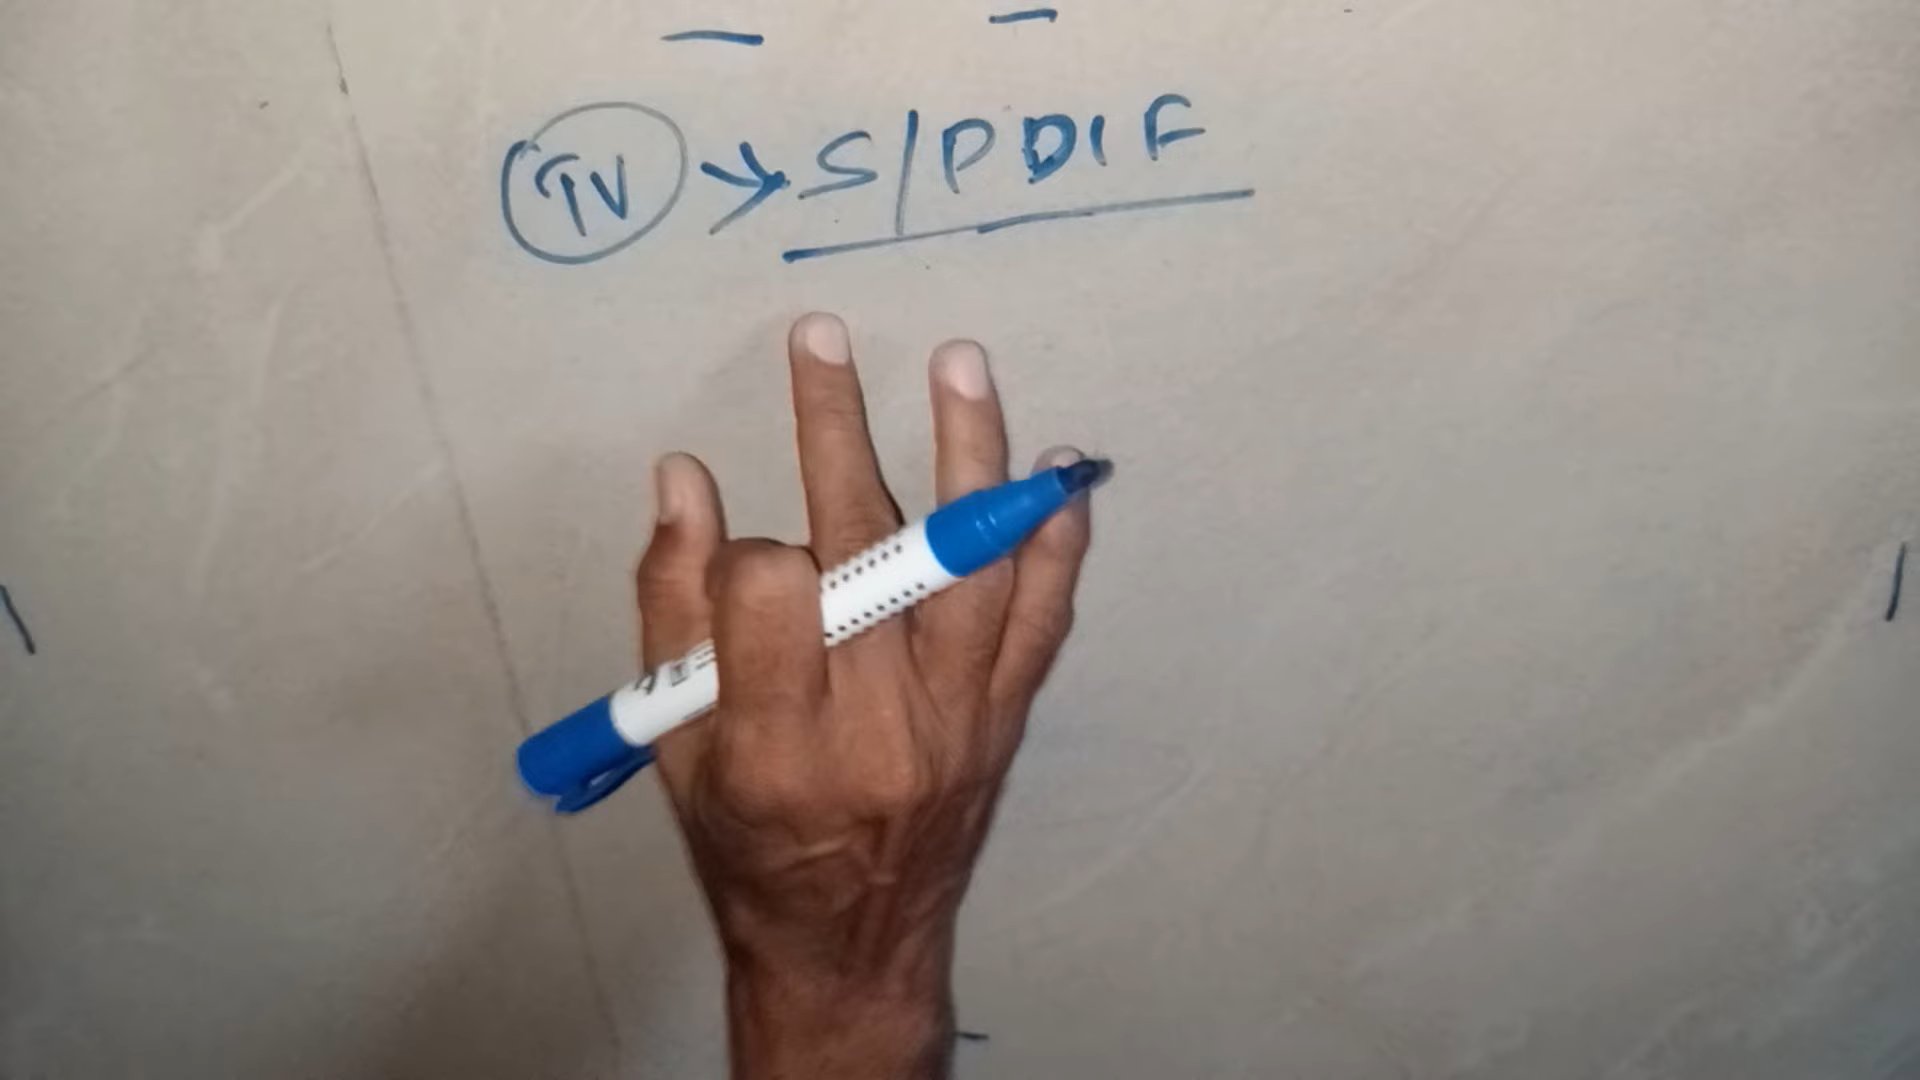 TV → S/PDIF